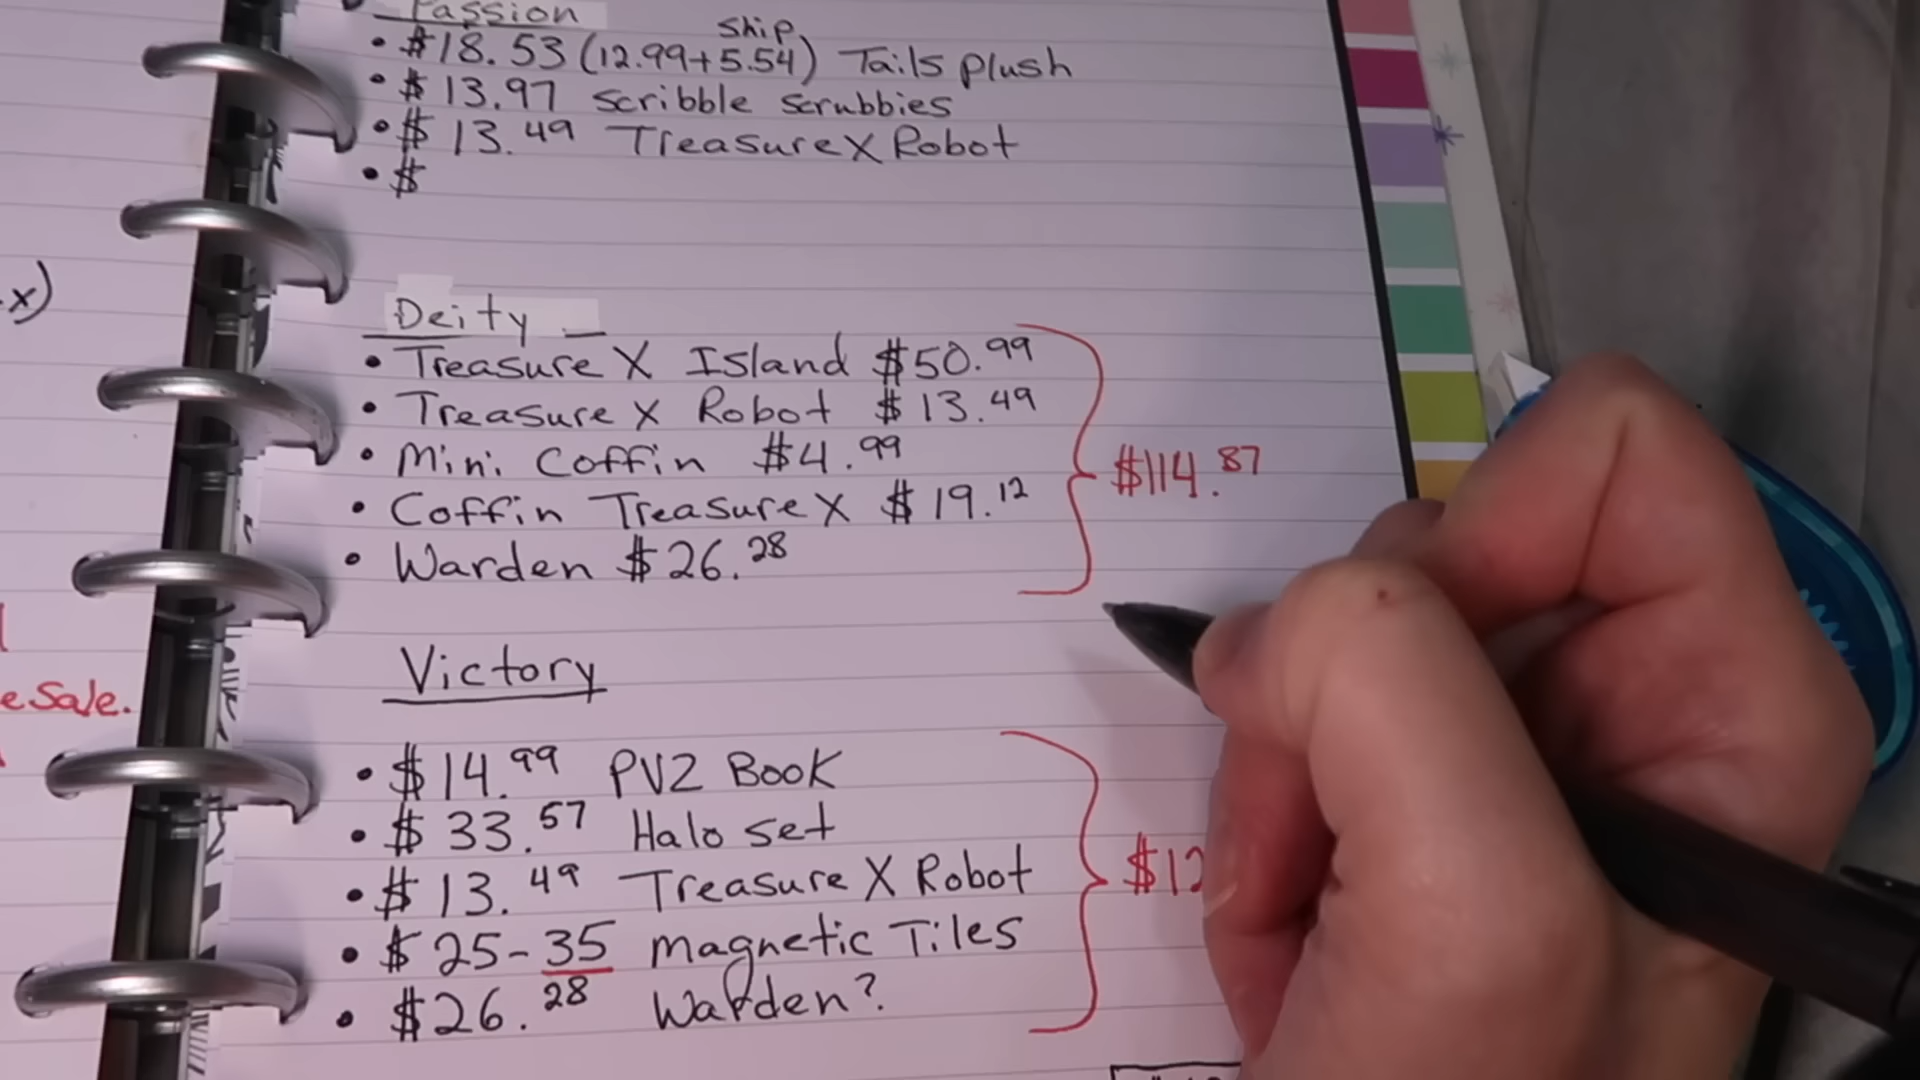 Passion
ship
• $18.53 (12.99+5.54) Tails plush
• $13.97 scribble scrubbies
• $13.49 Treasure X Robot
• $
x)
Deity
• Treasure X Island $50.99
• Treasure X Robot $13.49
• Mini Coffin $4.99
• Coffin Treasure X $19.12
• Warden $26.28
$114.87
e Sale.
Victory
• $14.99 PVZ Book
• $33.57 Halo set
• $13.49 Treasure X Robot
• $25-35 Magnetic Tiles
• $26.28 Warden?
$12